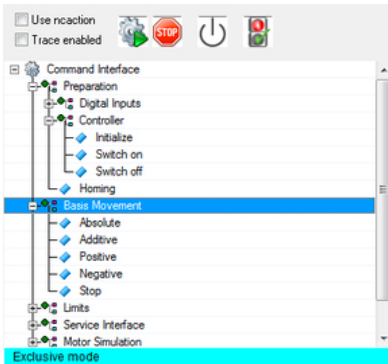 Use ncaction
Trace enabled
STOP
Command Interface
Preparation
Digital Inputs
Controller
Initialize
Switch on
Switch off
Homing
Basis Movement
Absolute
Additive
Positive
Negative
Stop
Limits
Service Interface
Motor Simulation
Exclusive mode